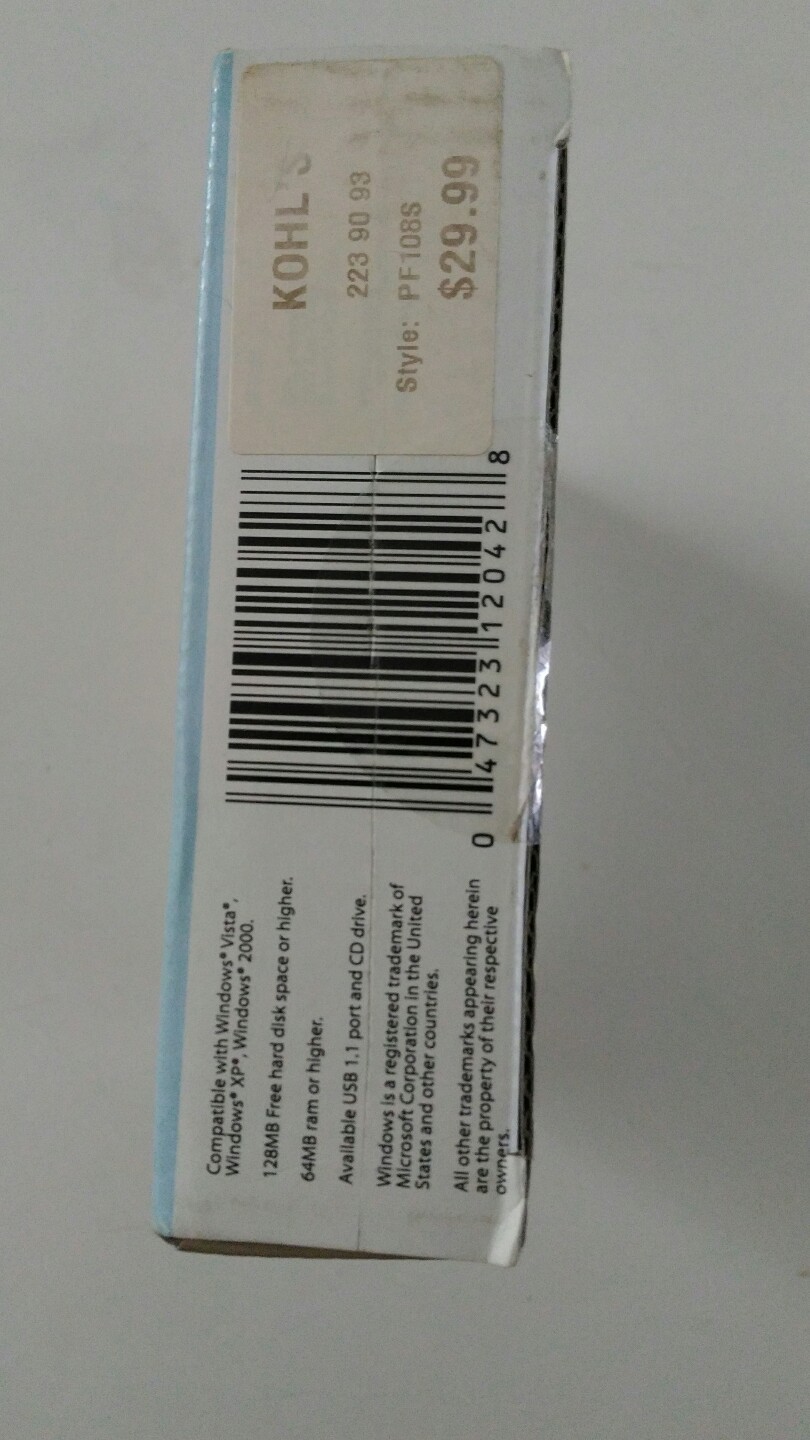 Compatible with Windows® Vista®,
Windows® XP®, Windows® 2000.
128MB Free hard disk space or higher.
64MB ram or higher.
Available USB 1.1 port and CD drive.
Windows is a registered trademark of
Microsoft Corporation in the United
States and other countries.
All other trademarks appearing herein
are the property of their respective
owners.
0 47323 12042 8
KOHL'S
223 90 93
Style: PF108S
$29.99